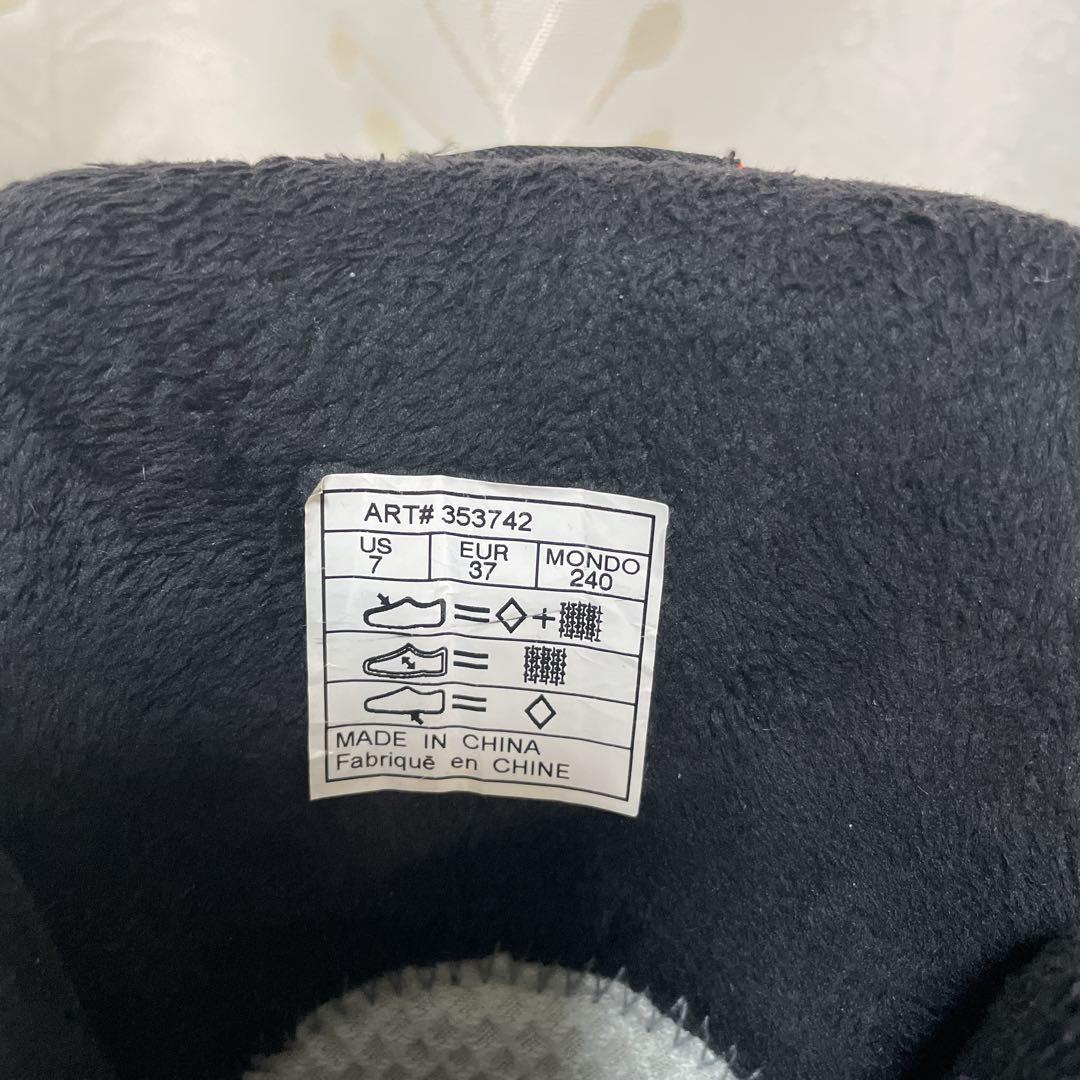 ART# 353742
US EUR MONDO
7 37 240
= ◇ +
=
= ◇
MADE IN CHINA
Fabriquē en CHINE